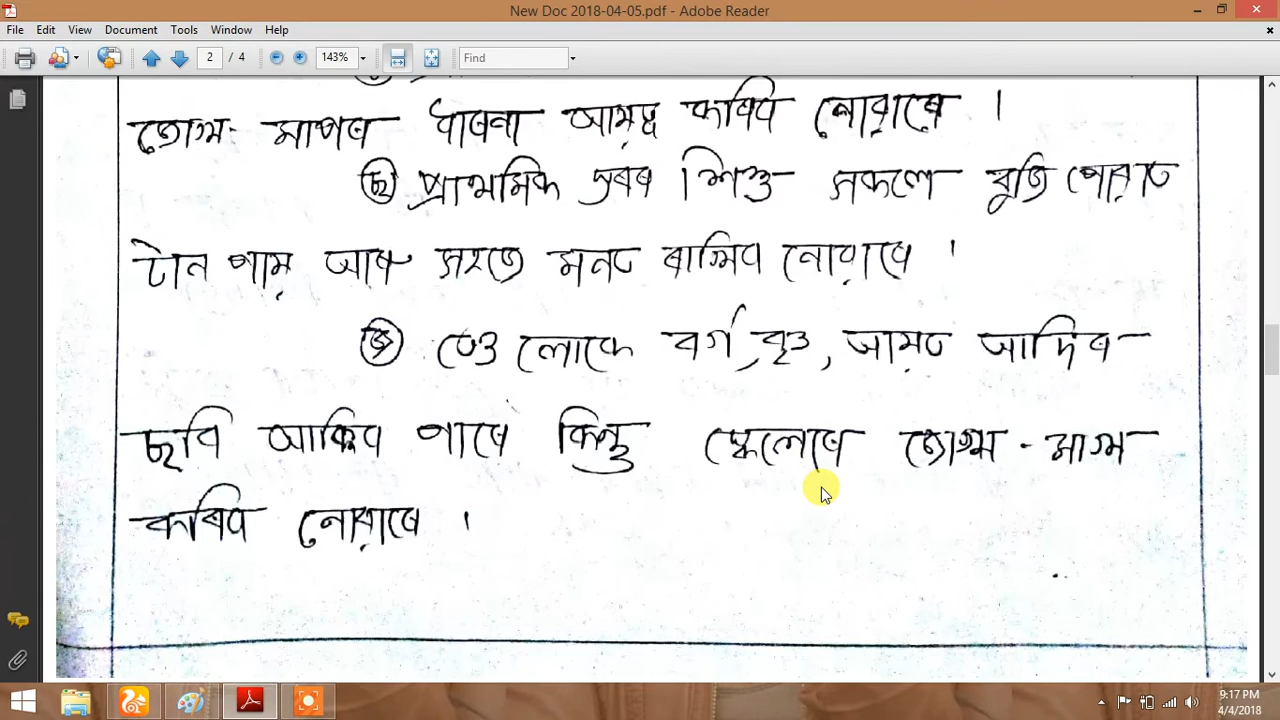 New Doc 2018-04-05.pdf - Adobe Reader
File Edit View Document Tools Window Help
2 / 4 143% Find
জোখ- মাপৰ ধাৰনা আয়ত্ব কৰিব নোৱাৰে ।
ⓒ প্ৰাথমিক স্তৰৰ শিশু সকলে বৃত্তি পোৱাত
টান পায় আৰু সহজে মনত ৰাখিব নোৱাৰে ।
তেওঁ লোকে বৰ্গ, বৃত্ত, আয়ত আদিৰ
ছবি আকিব পাৰে কিন্তু স্কেলেৰে জোখ - মাখ
কৰিব নোৱাৰে ।
9:17 PM
4/4/2018